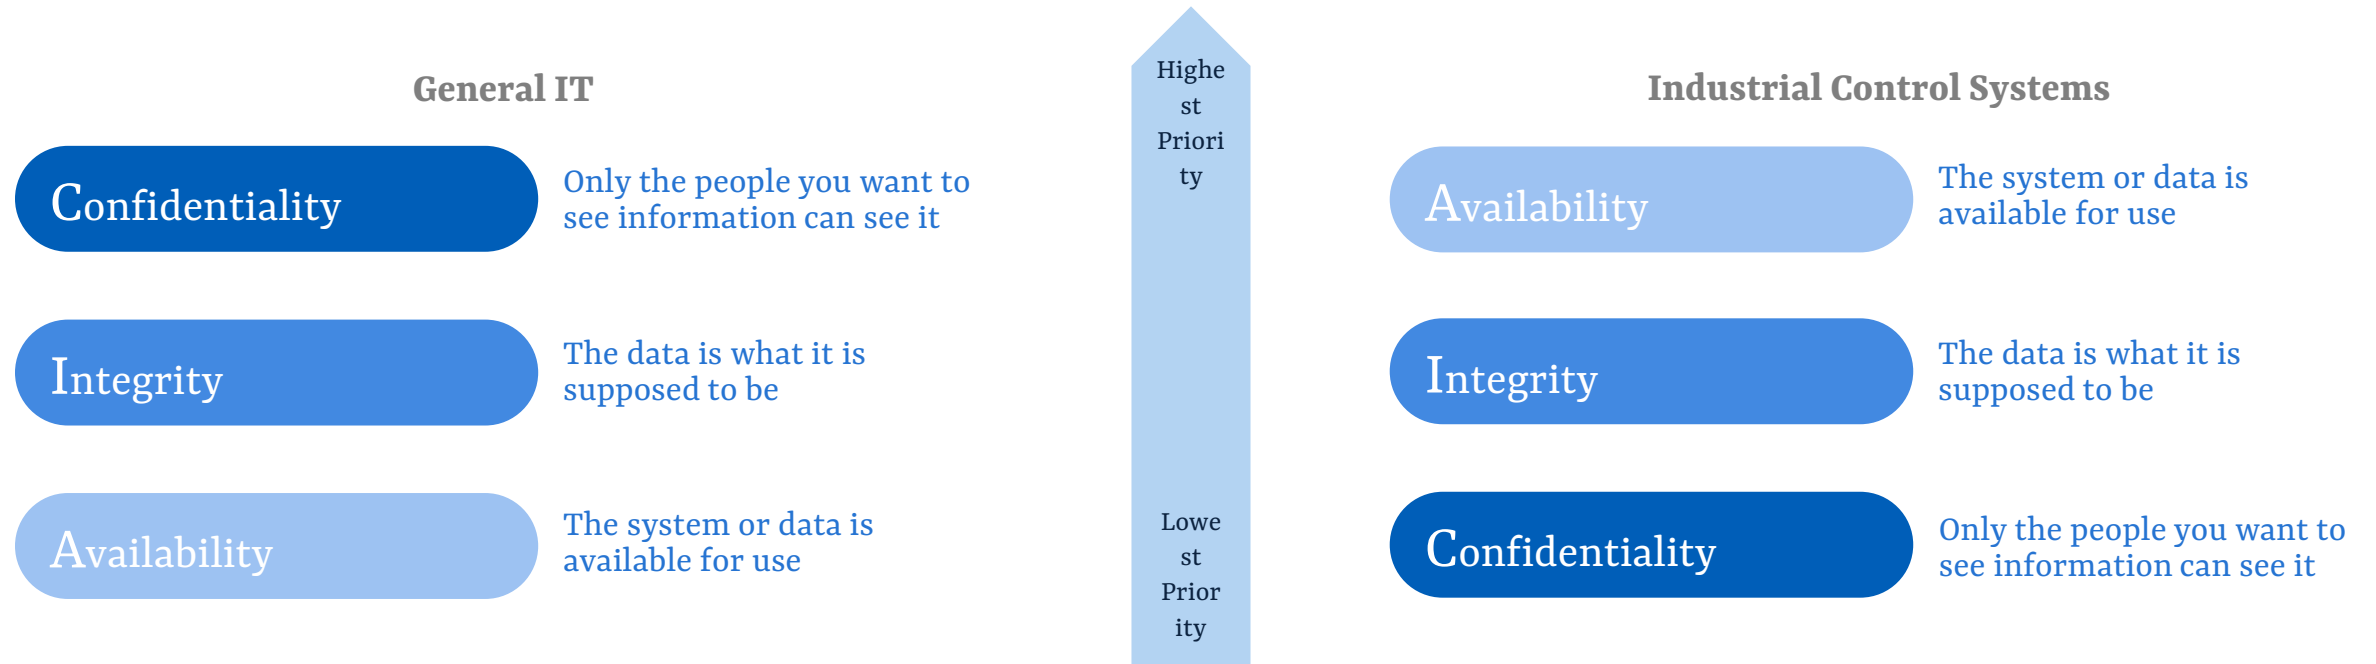 General IT
Confidentiality
Only the people you want to
see information can see it
Integrity
The data is what it is
supposed to be
Availability
The system or data is
available for use
Highe
st
Priori
ty
Lowe
st
Prior
ity
Industrial Control Systems
Availability
The system or data is
available for use
Integrity
The data is what it is
supposed to be
Confidentiality
Only the people you want to
see information can see it